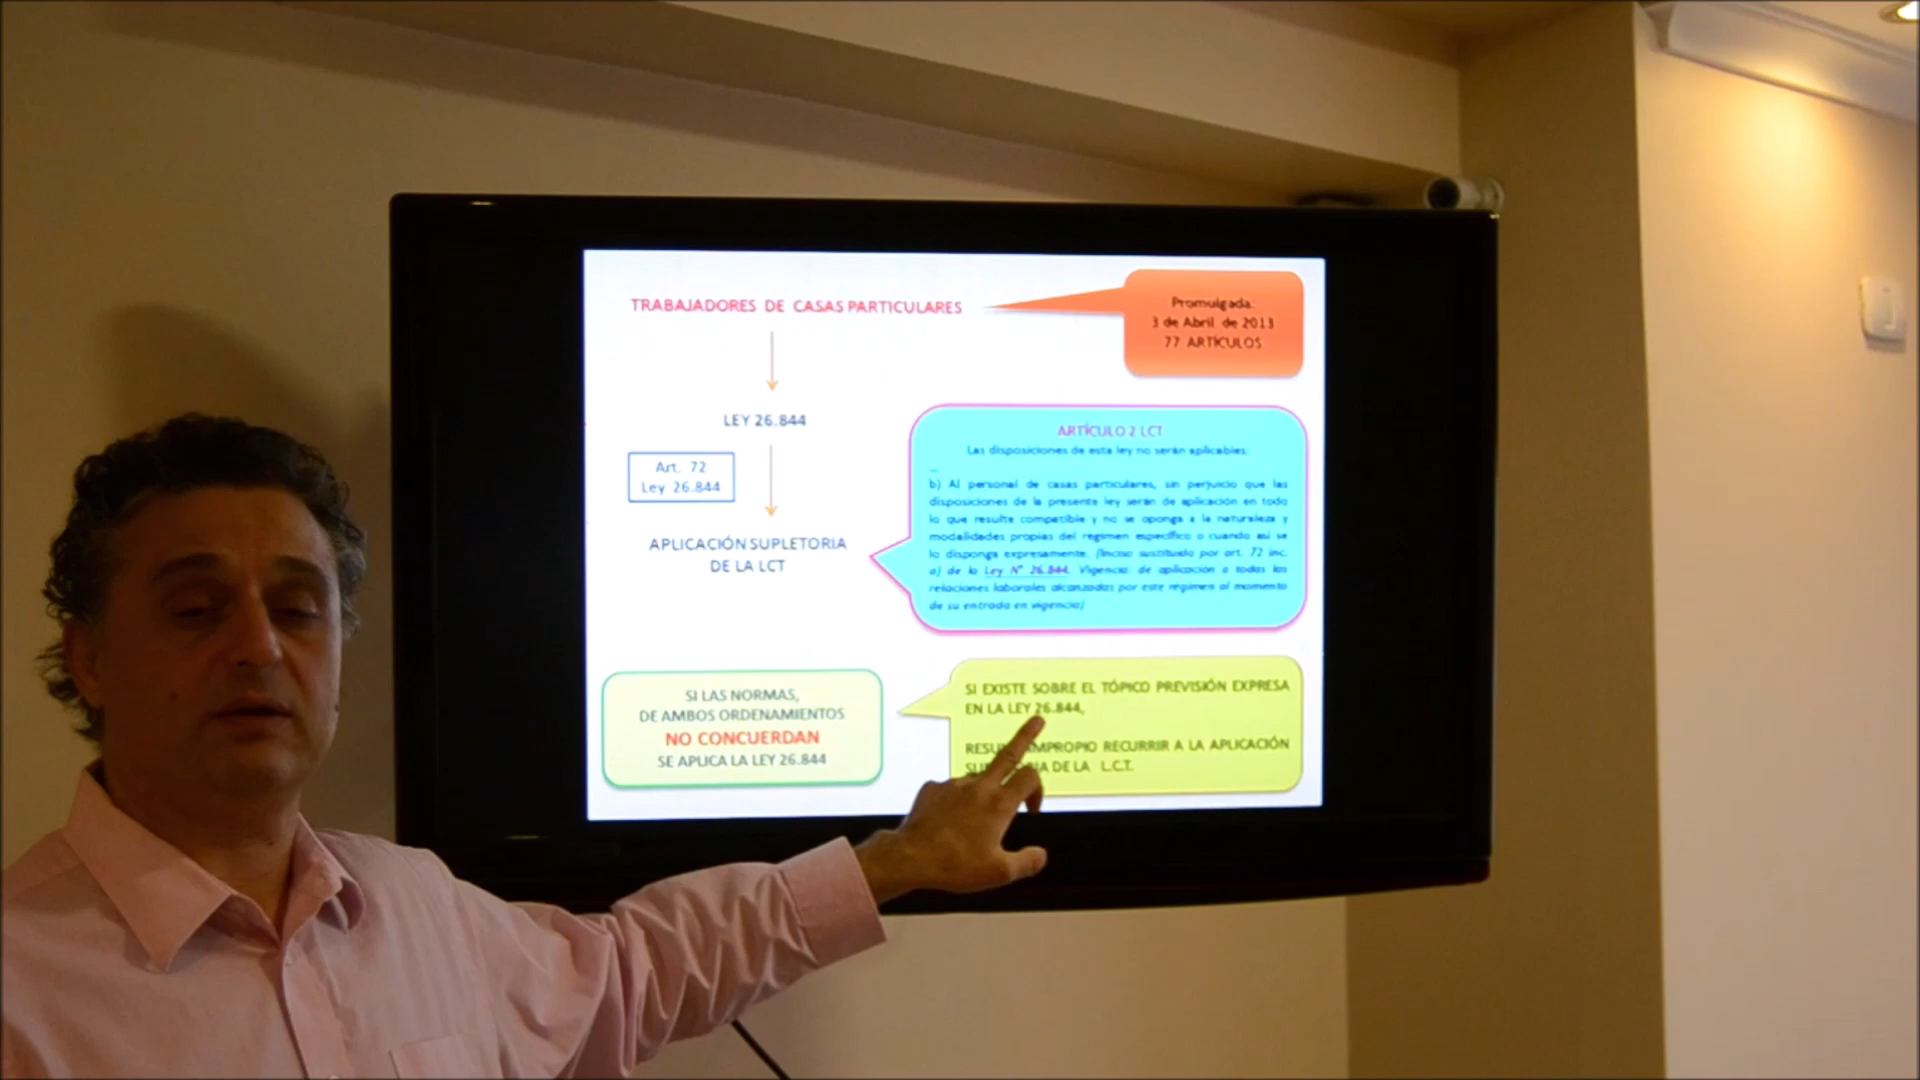 TRABAJADORES DE CASAS PARTICULARES
Promulgada:
3 de Abril de 2013
77 ARTÍCULOS
LEY 26.844
Art. 72
Ley 26.844
APLICACIÓN SUPLETORIA
DE LA LCT
ARTÍCULO 2 LCT
Las disposiciones de esta ley no serán aplicables:
...
b) Al personal de casas particulares, sin perjuicio que las
disposiciones de la presente ley serán de aplicación en todo
lo que resulte compatible y no se oponga a la naturaleza y
modalidades propias del régimen específico o cuando así se
lo disponga expresamente. (Inciso sustituido por art. 72 inc.
a) de la Ley N° 26.844. Vigencia: de aplicación a todas las
relaciones laborales alcanzadas por este régimen al momento
de su entrada en vigencia)
SI LAS NORMAS,
DE AMBOS ORDENAMIENTOS
NO CONCUERDAN
SE APLICA LA LEY 26.844
SI EXISTE SOBRE EL TÓPICO PREVISIÓN EXPRESA
EN LA LEY 26.844,
IMPROPIO RECURRIR A LA APLICACIÓN
DE LA L.C.T.